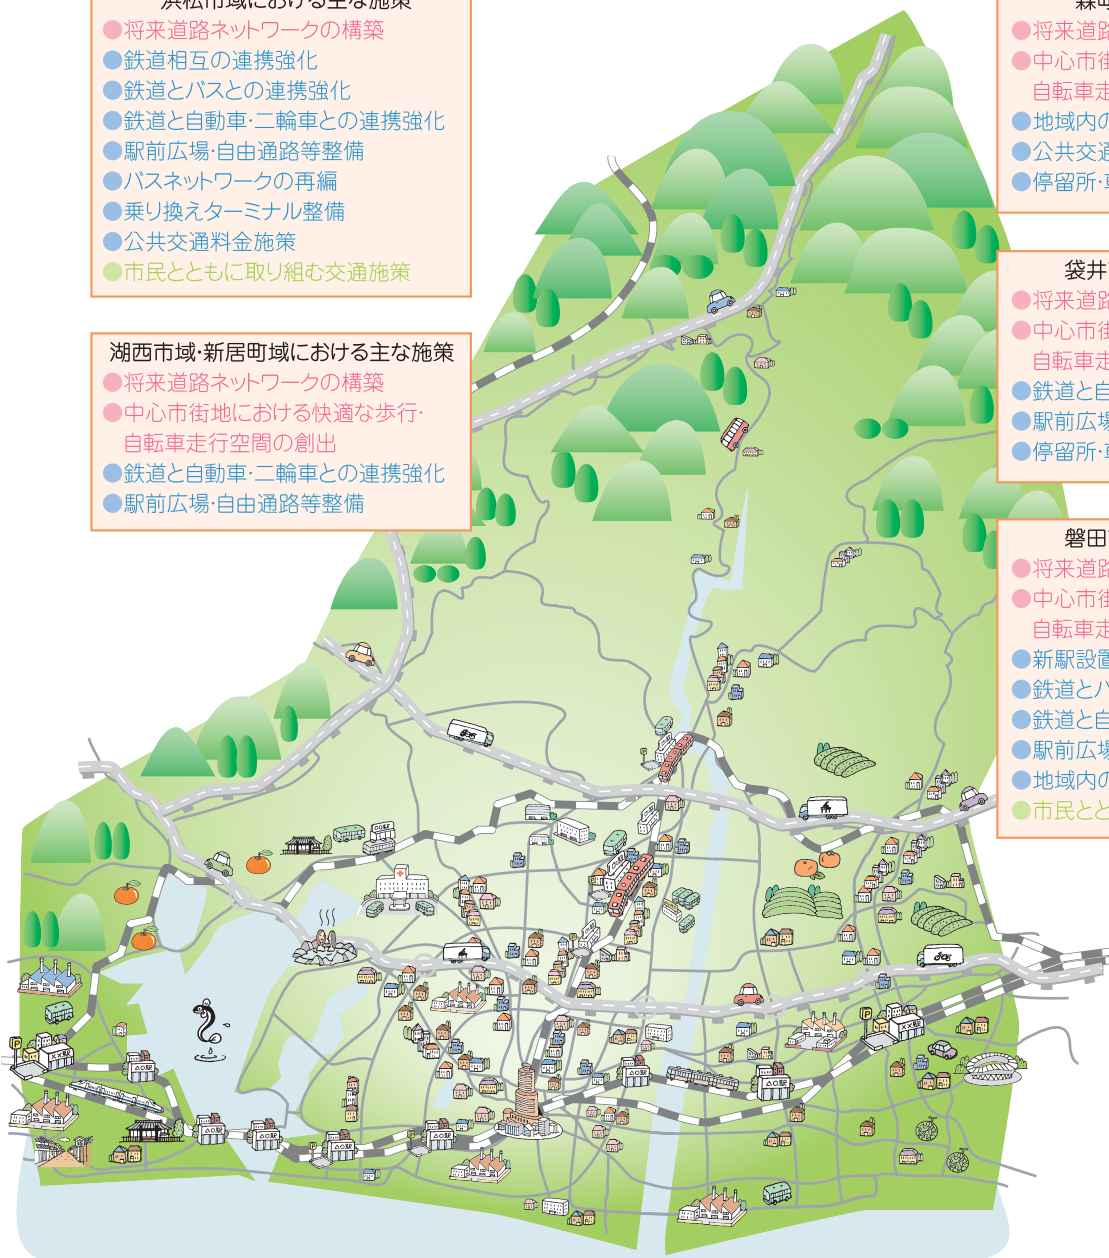 浜松市域における主な施策
●将来道路ネットワークの構築
●鉄道相互の連携強化
●鉄道とバスとの連携強化
●鉄道と自動車・二輪車との連携強化
●駅前広場・自由通路等整備
●バスネットワークの再編
●乗り換えターミナル整備
●公共交通料金施策
●市民とともに取り組む交通施策
湖西市域・新居町域における主な施策
●将来道路ネットワークの構築
●中心市街地における快適な歩行・
自転車走行空間の創出
●鉄道と自動車・二輪車との連携強化
●駅前広場・自由通路等整備
森町
●将来道路
●中心市街
自転車走
●地域内の
●公共交通
●停留所・
袋井
●将来道路
●中心市街
自転車走
●鉄道と自
●駅前広場
●停留所・
磐田
●将来道路
●中心市街
自転車走
●新駅設置
●鉄道とバ
●鉄道と自
●駅前広場
●地域内の
●市民とと
P
××駅
△○駅
△○駅
△○駅
P
△○駅
P
△○駅
△○駅
△○駅
P
××駅